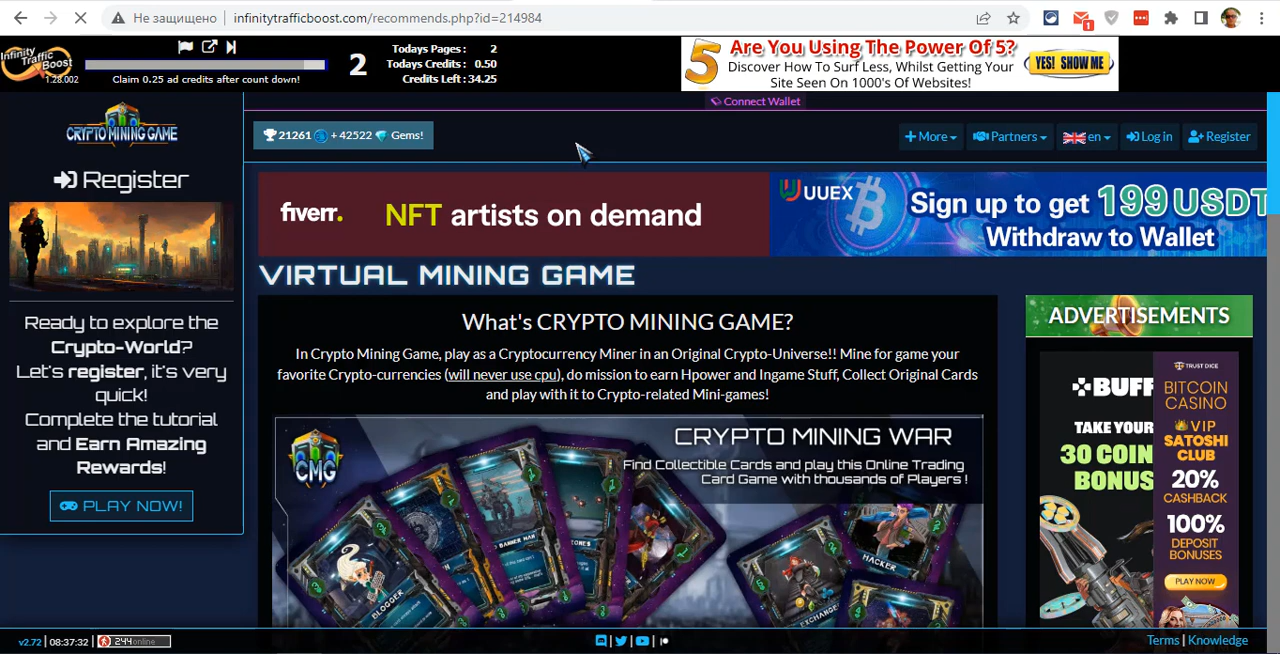 Не защищено
infinitytrafficboost.com/recommends.php?id=214984
1
Infinity
Traffic
Boost
1.28.002
Claim 0.25 ad credits after count down!
2
Todays Pages : 2
Todays Credits : 0.50
Credits Left : 34.25
5
Are You Using The Power Of 5?
Discover How To Surf Less, Whilst Getting Your
Site Seen On 1000's Of Websites!
YES! SHOW ME
Connect Wallet
CRYPTO MINING GAME
Register
Ready to explore the
Crypto-World?
Let's register, it's very
quick!
Complete the tutorial
and Earn Amazing
Rewards!
PLAY NOW!
21261 + 42522 Gems!
More
Partners
en
Log in
Register
fiverr.
NFT artists on demand
UUEX
Sign up to get 199 USDT
Withdraw to Wallet
VIRTUAL MINING GAME
What's CRYPTO MINING GAME?
In Crypto Mining Game, play as a Cryptocurrency Miner in an Original Crypto-Universe!! Mine for game your
favorite Crypto-currencies (will never use cpu), do mission to earn Hpower and Ingame Stuff, Collect Original Cards
and play with it to Crypto-related Mini-games!
CMG
CRYPTO MINING WAR
Find Collectible Cards and play this Online Trading
Card Game with thousands of Players !
BLOGGER
HACKER
ADVERTISEMENTS
BUFF
TAKE YOUR
30 COIN
BONUS
TRUST DICE
BITCOIN
CASINO
VIP
SATOSHI
CLUB
20%
CASHBACK
100%
DEPOSIT
BONUSES
PLAY NOW
v2.72 | 08:37:32 | 244 online
Terms | Knowledge